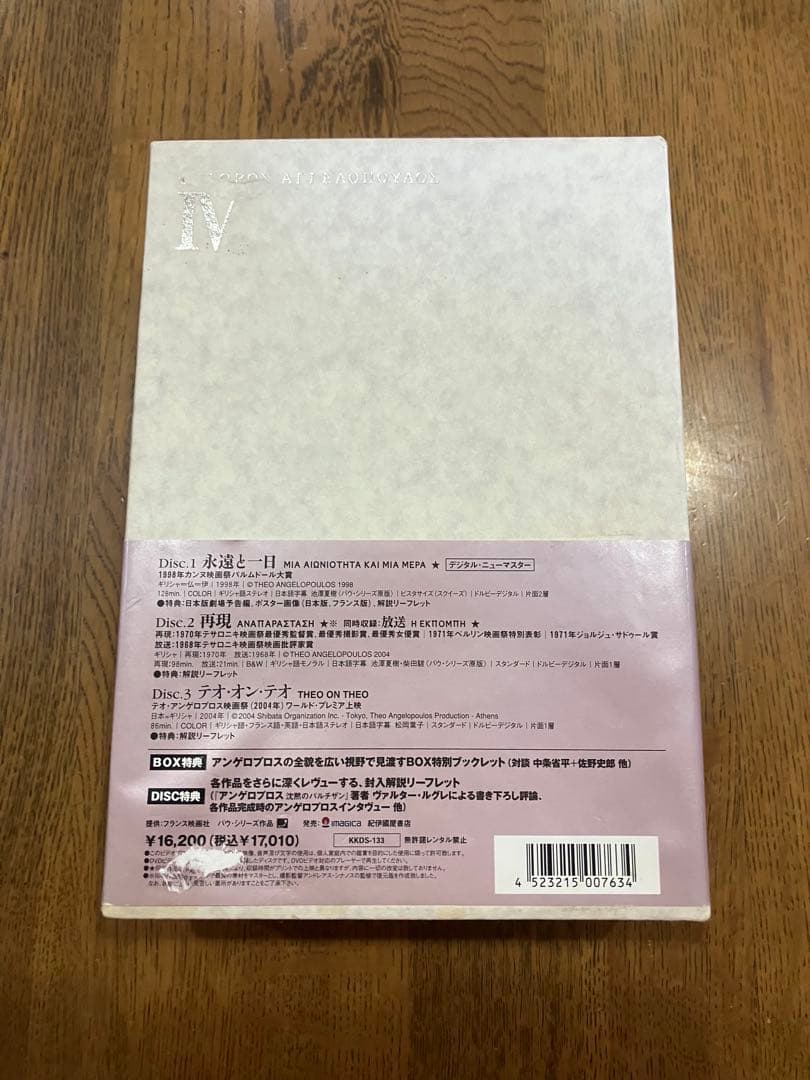 ΑΓΓΕΛΟΠΟΥΛΟΣ
IV
Disc.1 永遠と一日 ΜΙΑ ΑΙΩΝΙΟΤΗΤΑ ΚΑΙ ΜΙΑ ΜΕΡΑ ★ デジタル・ニューマスター
1998年カンヌ映画祭パルムドール大賞
ギリシャ=仏=伊 | 1998年 | ©THEO ANGELOPOULOS 1998
128min. | COLOR | ギリシャ語ステレオ | 日本語字幕 池澤夏樹(パウ・シリーズ原版) | ビスタサイズ(スクイーズ) | ドルビーデジタル | 片面2層
●特典:日本版劇場予告編、ポスター画像(日本版、フランス版)、解説リーフレット
Disc.2 再現 ΑΝΑΠΑΡΑΣΤΑΣΗ ★※ 同時収録:放送 Η ΕΚΠΟΜΠΗ ★
再現:1970年テサロニキ映画祭最優秀監督賞、最優秀撮影賞、最優秀女優賞 | 1971年ベルリン映画祭特別表彰 | 1971年ジョルジュ・サドゥール賞
放送:1968年テサロニキ映画祭映画批評家賞
ギリシャ | 再現:1970年 放送:1968年 | ©THEO ANGELOPOULOS 2004
再現:98min. 放送:21min. | B&W | ギリシャ語モノラル | 日本語字幕 池澤夏樹・柴田駿(パウ・シリーズ原版) | スタンダード | ドルビーデジタル | 片面1層
●特典:解説リーフレット
Disc.3 テオ・オン・テオ THEO ON THEO
テオ・アンゲロプロス映画祭(2004年)ワールド・プレミア上映
日本=ギリシャ | 2004年 | ©2004 Shibata Organization Inc. - Tokyo, Theo Angelopoulos Production - Athens
86min. | COLOR | ギリシャ語・フランス語・英語・日本語ステレオ | 日本語字幕 松岡葉子 | スタンダード | ドルビーデジタル | 片面1層
●特典:解説リーフレット
BOX特典 アンゲロプロスの全貌を広い視野で見渡すBOX特別ブックレット(対談 中条省平+佐野史郎 他)
DISC特典 各作品をさらに深くレヴューする、封入解説リーフレット
(『アンゲロプロス 沈黙のパルチザン』著者 ヴァルター・ルグレによる書き下ろし評論、
各作品完成時のアンゲロプロスインタヴュー 他)
提供:フランス映画社 パウ・シリーズ作品 発売:imagica 紀伊國屋書店
¥16,200(税込¥17,010) KKDS-133 無許諾レンタル禁止
4 523215 007634